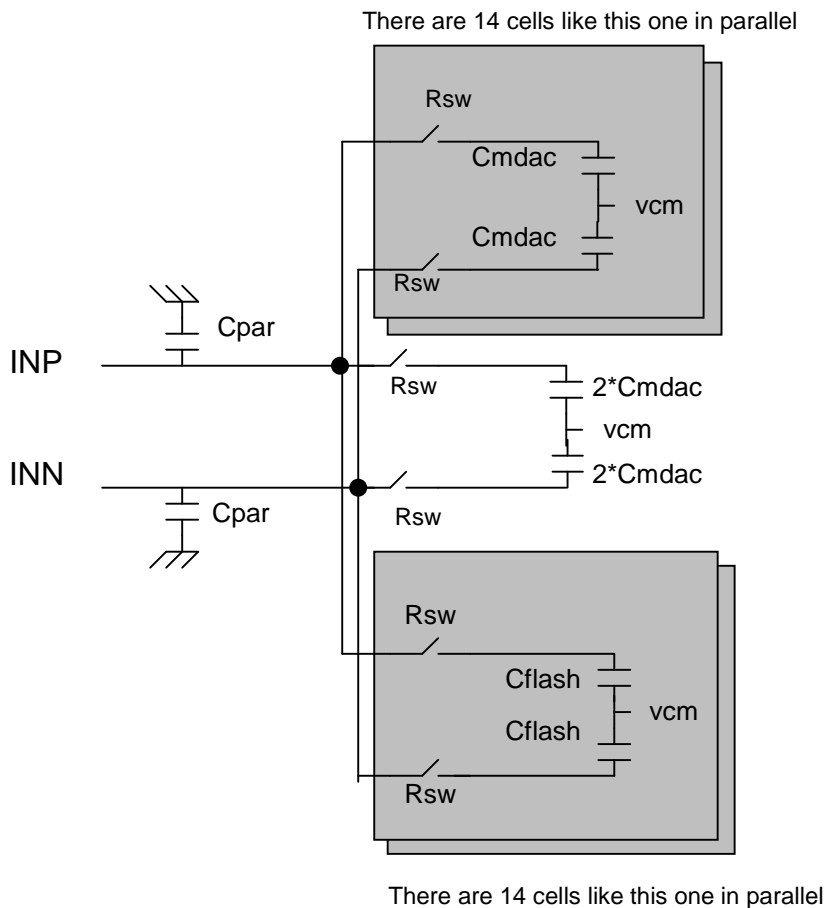 There are 14 cells like this one in parallel
Rsw
Cmdac
vcm
Cmdac
Rsw
Cpar
INP
Rsw
2*Cmdac
vcm
2*Cmdac
INN
Cpar
Rsw
Rsw
Cflash
vcm
Cflash
Rsw
There are 14 cells like this one in parallel